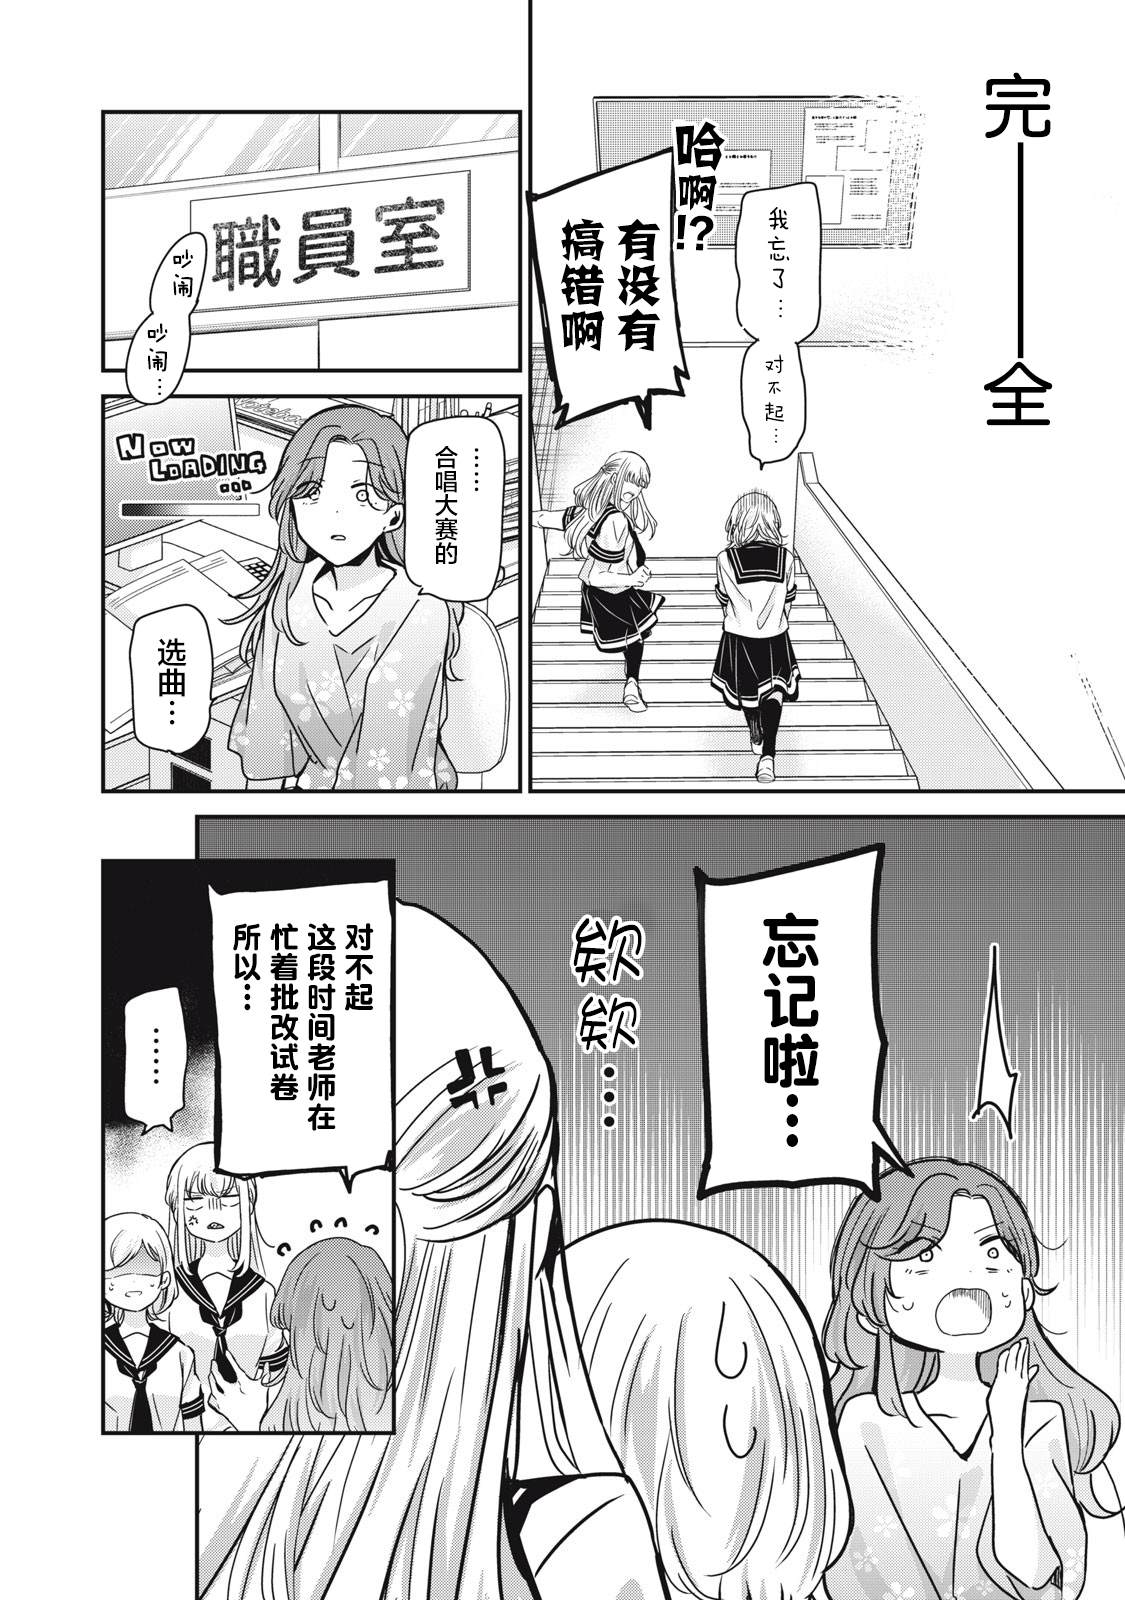 完——全
我忘了…
对不起…
哈啊!?
有没有
搞错啊
職員室
吵闹
吵闹…
……
合唱大赛的
选曲…
Now
LOADING
...
忘记啦…
欸欸…
对不起
这段时间老师在
忙着批改试卷
所以…
……